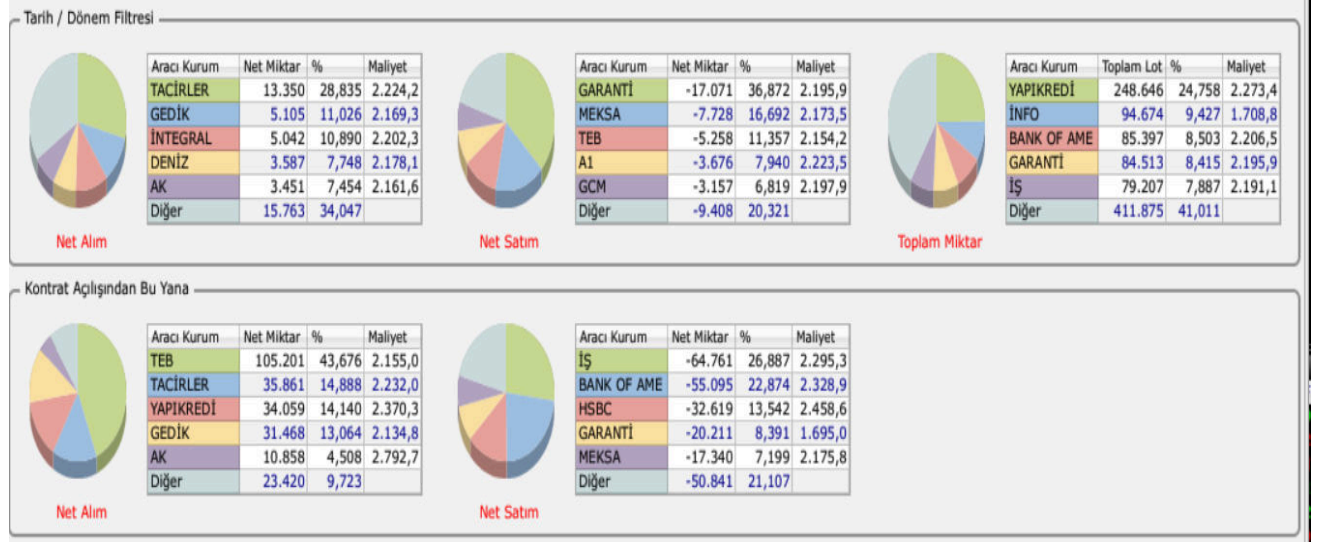 Tarih / Dönem Filtresi
Aracı Kurum Net Miktar % Maliyet
TACİRLER 13.350 28,835 2.224,2
GEDİK 5.105 11,026 2.169,3
İNTEGRAL 5.042 10,890 2.202,3
DENİZ 3.587 7,748 2.178,1
AK 3.451 7,454 2.161,6
Diğer 15.763 34,047
Net Alım
Aracı Kurum Net Miktar % Maliyet
GARANTİ -17.071 36,872 2.195,9
MEKSA -7.728 16,692 2.173,5
TEB -5.258 11,357 2.154,2
A1 -3.676 7,940 2.223,5
GCM -3.157 6,819 2.197,9
Diğer -9.408 20,321
Net Satım
Aracı Kurum Toplam Lot % Maliyet
YAPIKREDİ 248.646 24,758 2.273,4
İNFO 94.674 9,427 1.708,8
BANK OF AME 85.397 8,503 2.206,5
GARANTİ 84.513 8,415 2.195,9
İŞ 79.207 7,887 2.191,1
Diğer 411.875 41,011
Toplam Miktar
Kontrat Açılışından Bu Yana
Aracı Kurum Net Miktar % Maliyet
TEB 105.201 43,676 2.155,0
TACİRLER 35.861 14,888 2.232,0
YAPIKREDİ 34.059 14,140 2.370,3
GEDİK 31.468 13,064 2.134,8
AK 10.858 4,508 2.792,7
Diğer 23.420 9,723
Net Alım
Aracı Kurum Net Miktar % Maliyet
İŞ -64.761 26,887 2.295,3
BANK OF AME -55.095 22,874 2.328,9
HSBC -32.619 13,542 2.458,6
GARANTİ -20.211 8,391 1.695,0
MEKSA -17.340 7,199 2.175,8
Diğer -50.841 21,107
Net Satım